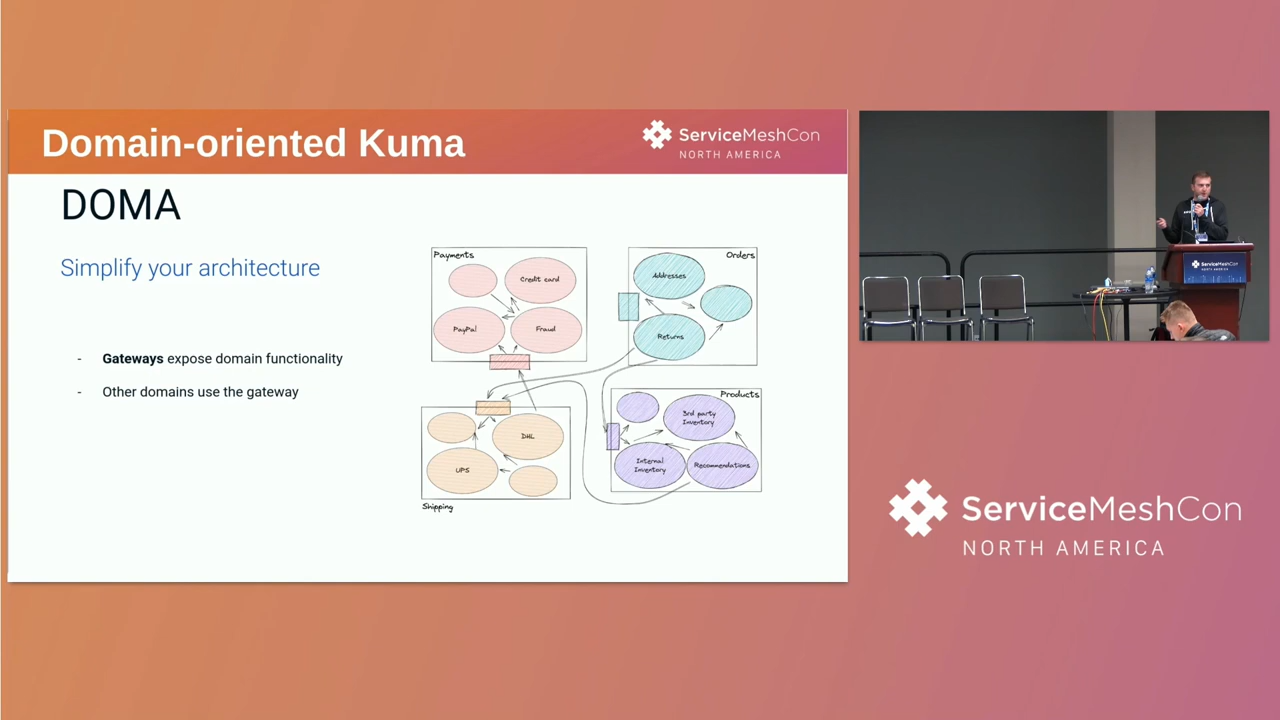 Domain-oriented Kuma
ServiceMeshCon
NORTH AMERICA
DOMA
Simplify your architecture
- Gateways expose domain functionality
- Other domains use the gateway
Payments
Credit card
PayPal
Fraud
Orders
Addresses
Returns
DHL
UPS
Shipping
Products
3rd party
Inventory
Internal
Inventory
Recommendations
ServiceMeshCon
ServiceMeshCon
NORTH AMERICA